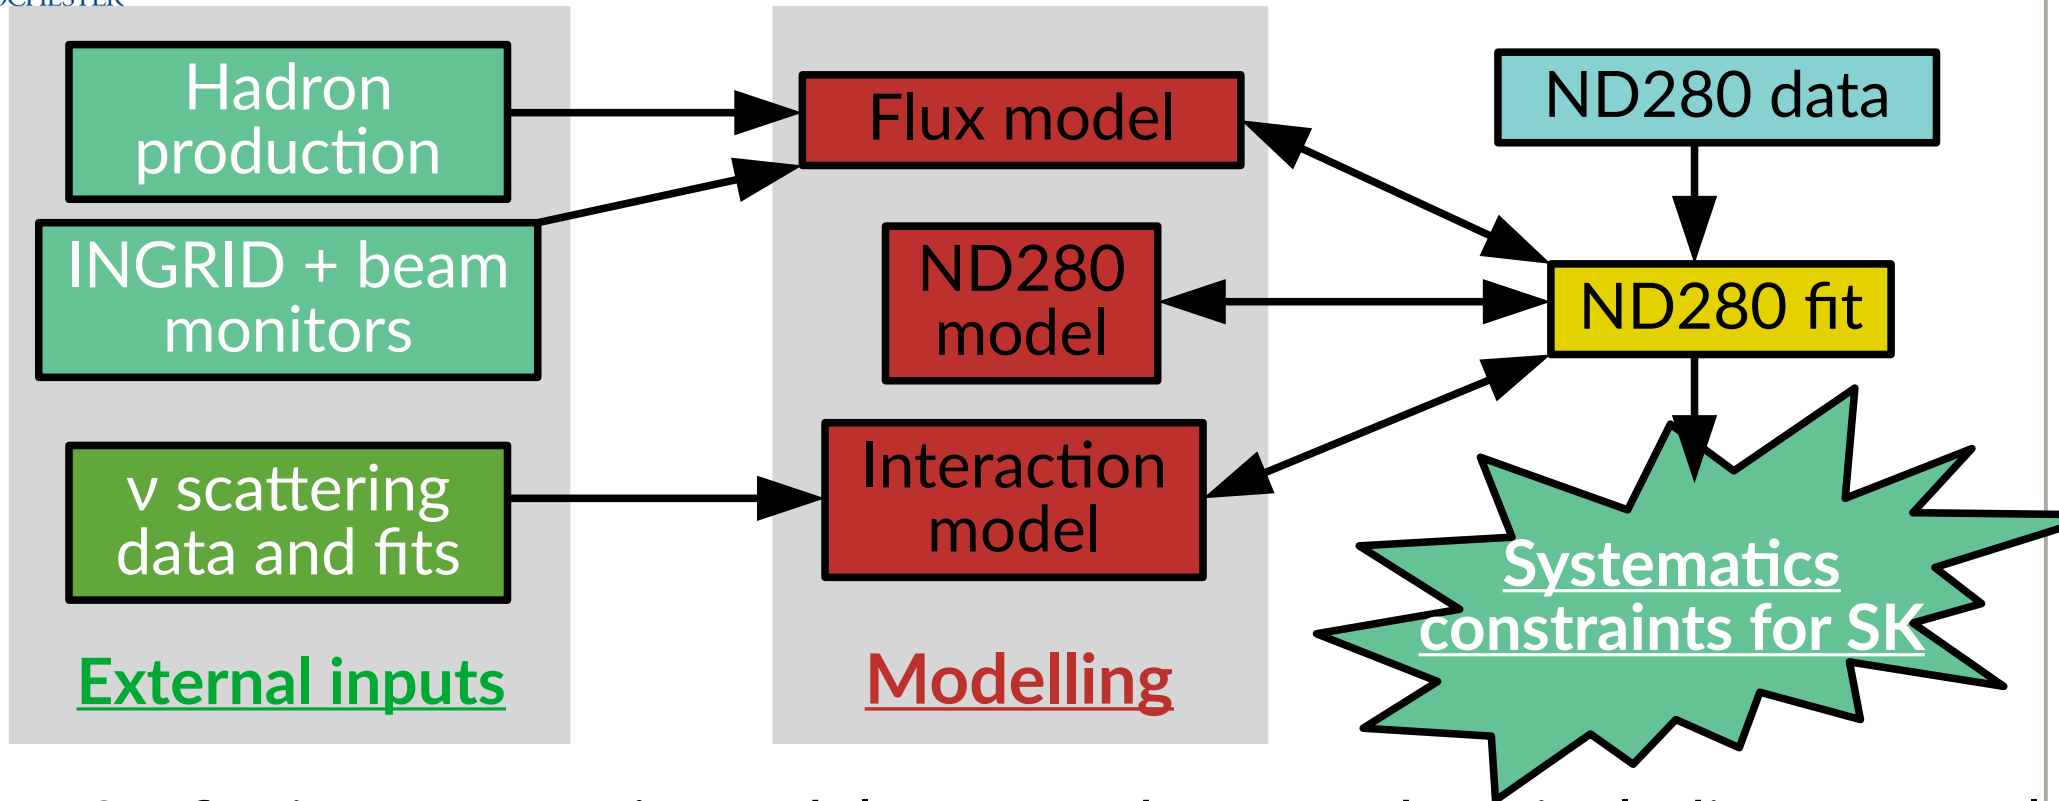 Hadron
production
INGRID + beam
monitors
ν scattering
data and fits
External inputs
Flux model
ND280
model
Interaction
model
Modelling
ND280 data
ND280 fit
Systematics
constraints for SK